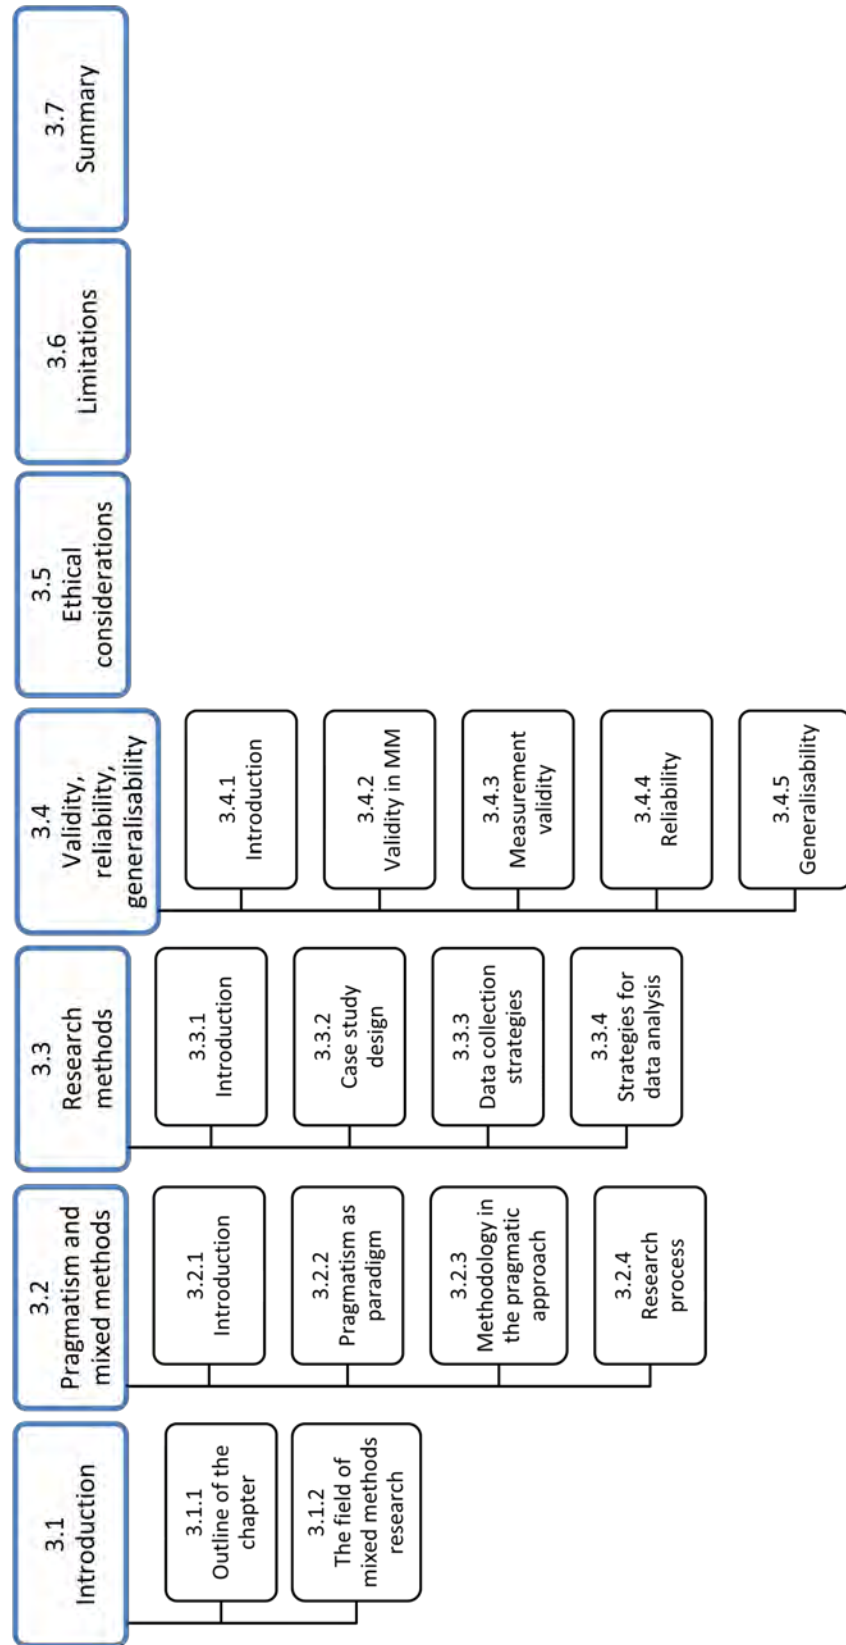 3.1
Introduction
3.1.1
Outline of the
chapter
3.1.2
The field of
mixed methods
research
3.2
Pragmatism and
mixed methods
3.2.1
Introduction
3.2.2
Pragmatism as
paradigm
3.2.3
Methodology in
the pragmatic
approach
3.2.4
Research
process
3.3
Research
methods
3.3.1
Introduction
3.3.2
Case study
design
3.3.3
Data collection
strategies
3.3.4
Strategies for
data analysis
3.4
Validity,
reliability,
generalisability
3.4.1
Introduction
3.4.2
Validity in MM
3.4.3
Measurement
validity
3.4.4
Reliability
3.4.5
Generalisability
3.5
Ethical
considerations
3.6
Limitations
3.7
Summary